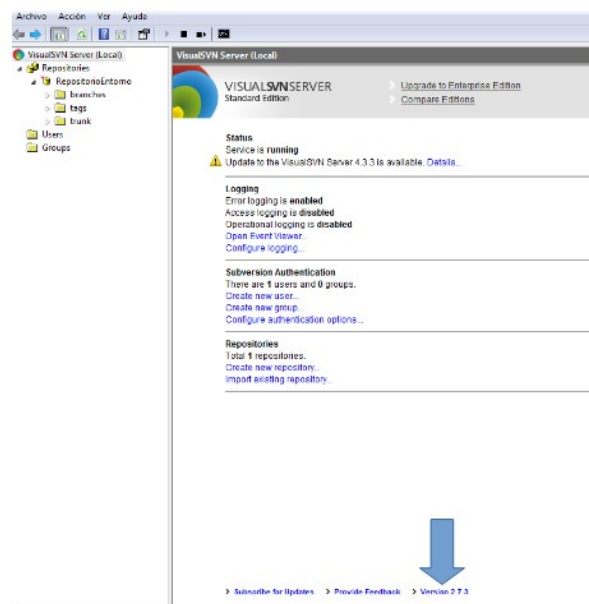 Archivo Acción Ver Ayuda
VisualSVN Server (Local)
Repositories
RepositorioEntorno
branches
tags
trunk
Users
Groups
VisualSVN Server (Local)
VISUALSVNSERVER
Standard Edition
Upgrade to Enterprise Edition
Compare Editions
Status
Service is running
Update to the VisualSVN Server 4.3.3 is available. Details...
Logging
Error logging is enabled
Access logging is disabled
Operational logging is disabled
Open Event Viewer...
Configure logging...
Subversion Authentication
There are 1 users and 0 groups.
Create new user...
Create new group...
Configure authentication options...
Repositories
Total 1 repositories.
Create new repository...
Import existing repository...
Subscribe for Updates Provide Feedback Version 2.7.3